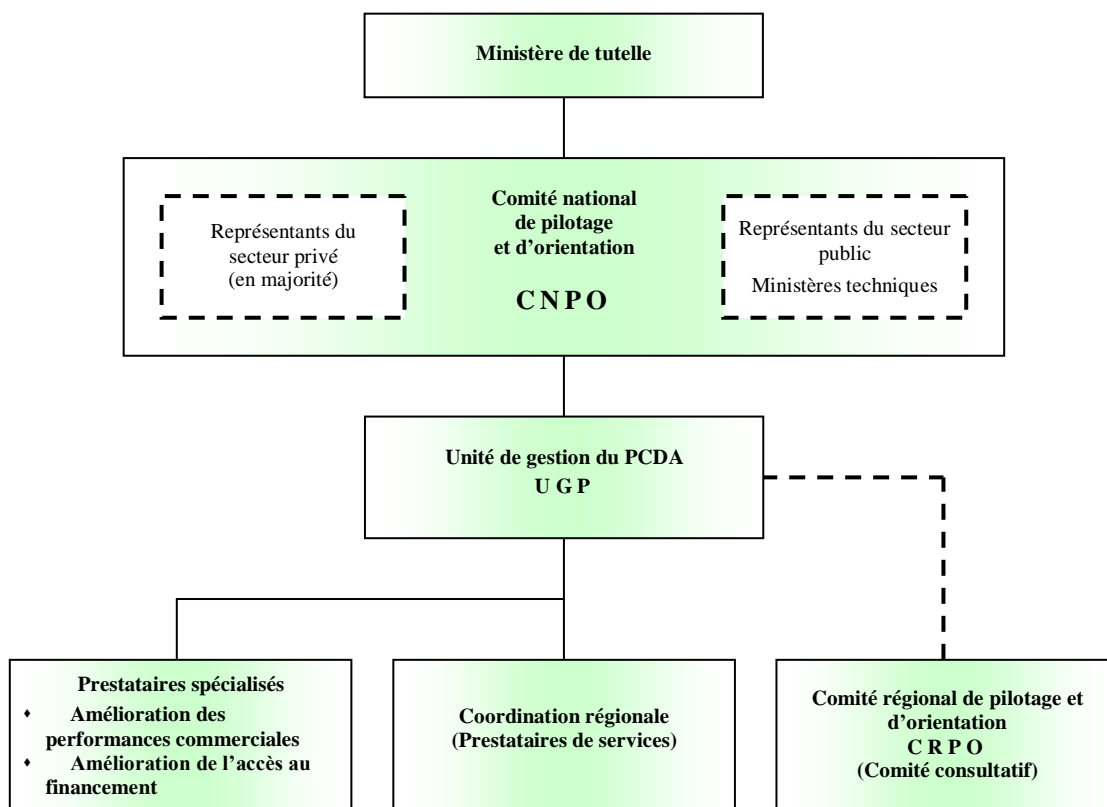 Ministère de tutelle
Comité national
de pilotage
et d'orientation
C N P O
Représentants du
secteur privé
(en majorité)
Représentants du secteur
public
Ministères techniques
Unité de gestion du PCDA
U G P
Prestataires spécialisés
♦ Amélioration des
performances commerciales
♦ Amélioration de l’accès au
financement
Coordination régionale
(Prestataires de services)
Comité régional de pilotage et
d’orientation
C R P O
(Comité consultatif)